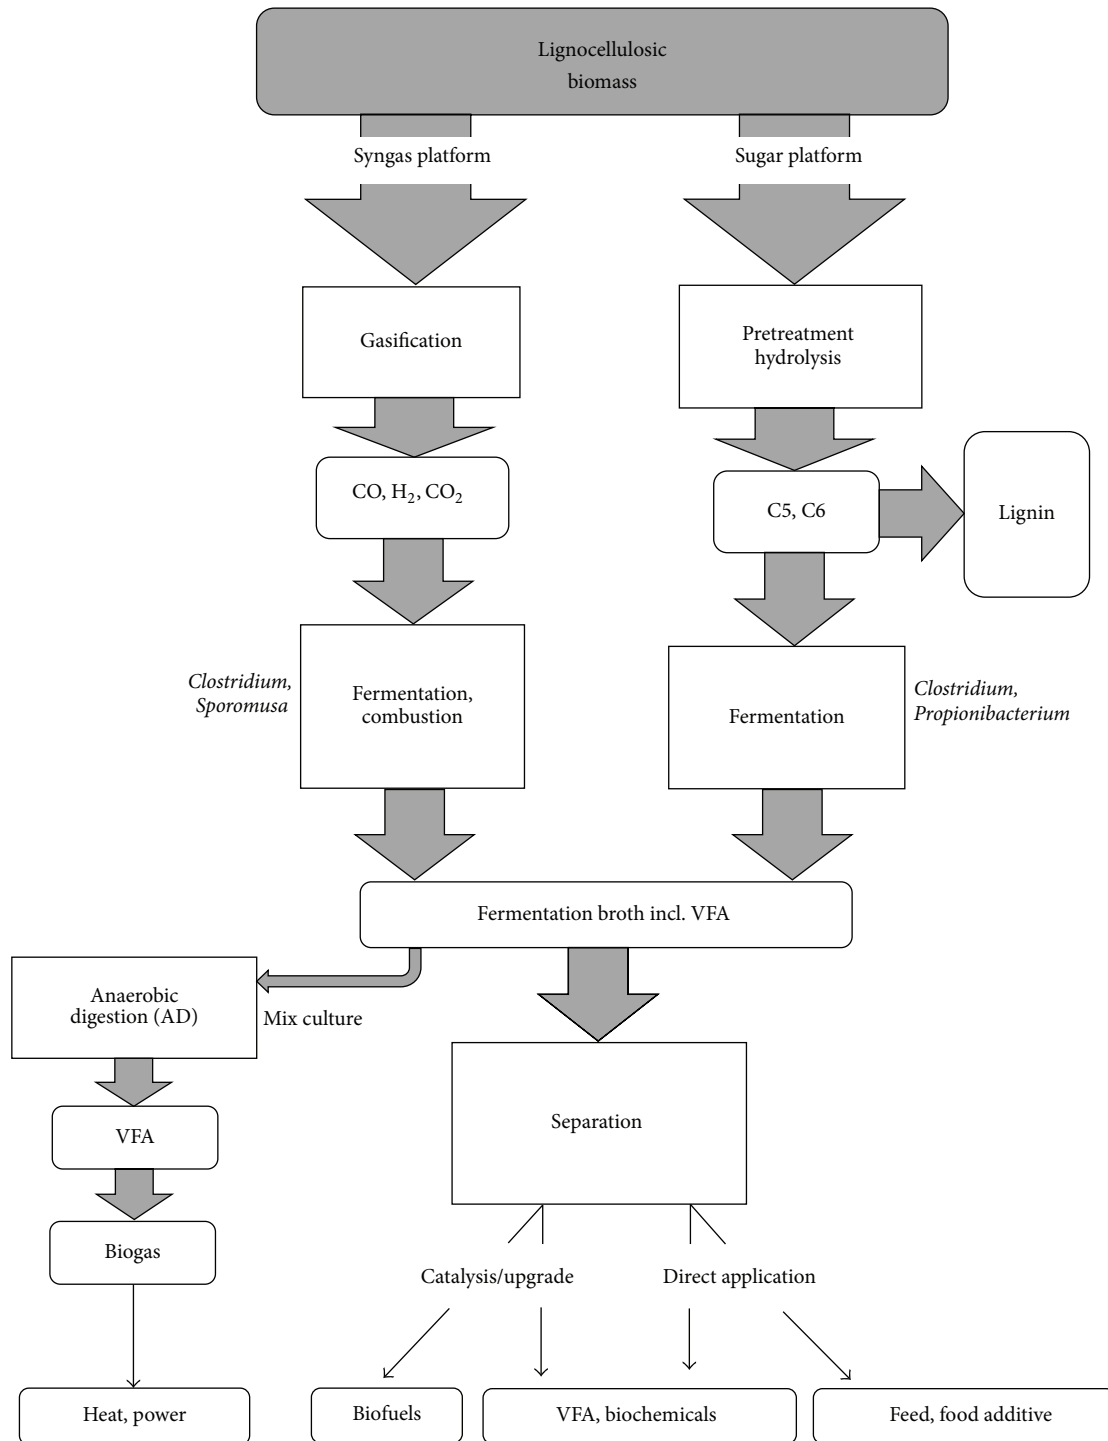 Lignocellulosic
biomass
Syngas platform
Sugar platform
Gasification
Pretreatment
hydrolysis
CO, H₂, CO₂
C5, C6
Lignin
Clostridium,
Sporomusa
Fermentation,
combustion
Fermentation
Clostridium,
Propionibacterium
Fermentation broth incl. VFA
Anaerobic
digestion (AD)
Mix culture
Separation
VFA
Biogas
Catalysis/upgrade
Direct application
Heat, power
Biofuels
VFA, biochemicals
Feed, food additive